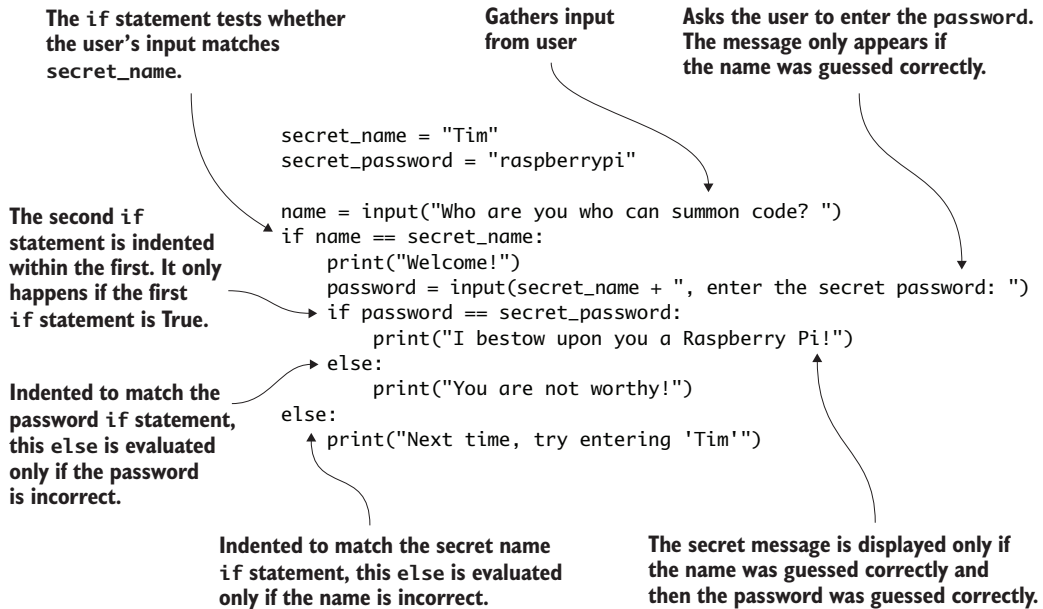 The if statement tests whether
the user's input matches
secret_name.
Gathers input
from user
Asks the user to enter the password.
The message only appears if
the name was guessed correctly.
secret_name = "Tim"
secret_password = "raspberrypi"
name = input("Who are you who can summon code? ")
if name == secret_name:
    print("Welcome!")
    password = input(secret_name + ", enter the secret password: ")
    if password == secret_password:
        print("I bestow upon you a Raspberry Pi!")
    else:
        print("You are not worthy!")
else:
    print("Next time, try entering 'Tim'")
The second if
statement is indented
within the first. It only
happens if the first
if statement is True.
Indented to match the
password if statement,
this else is evaluated
only if the password
is incorrect.
Indented to match the secret name
if statement, this else is evaluated
only if the name is incorrect.
The secret message is displayed only if
the name was guessed correctly and
then the password was guessed correctly.